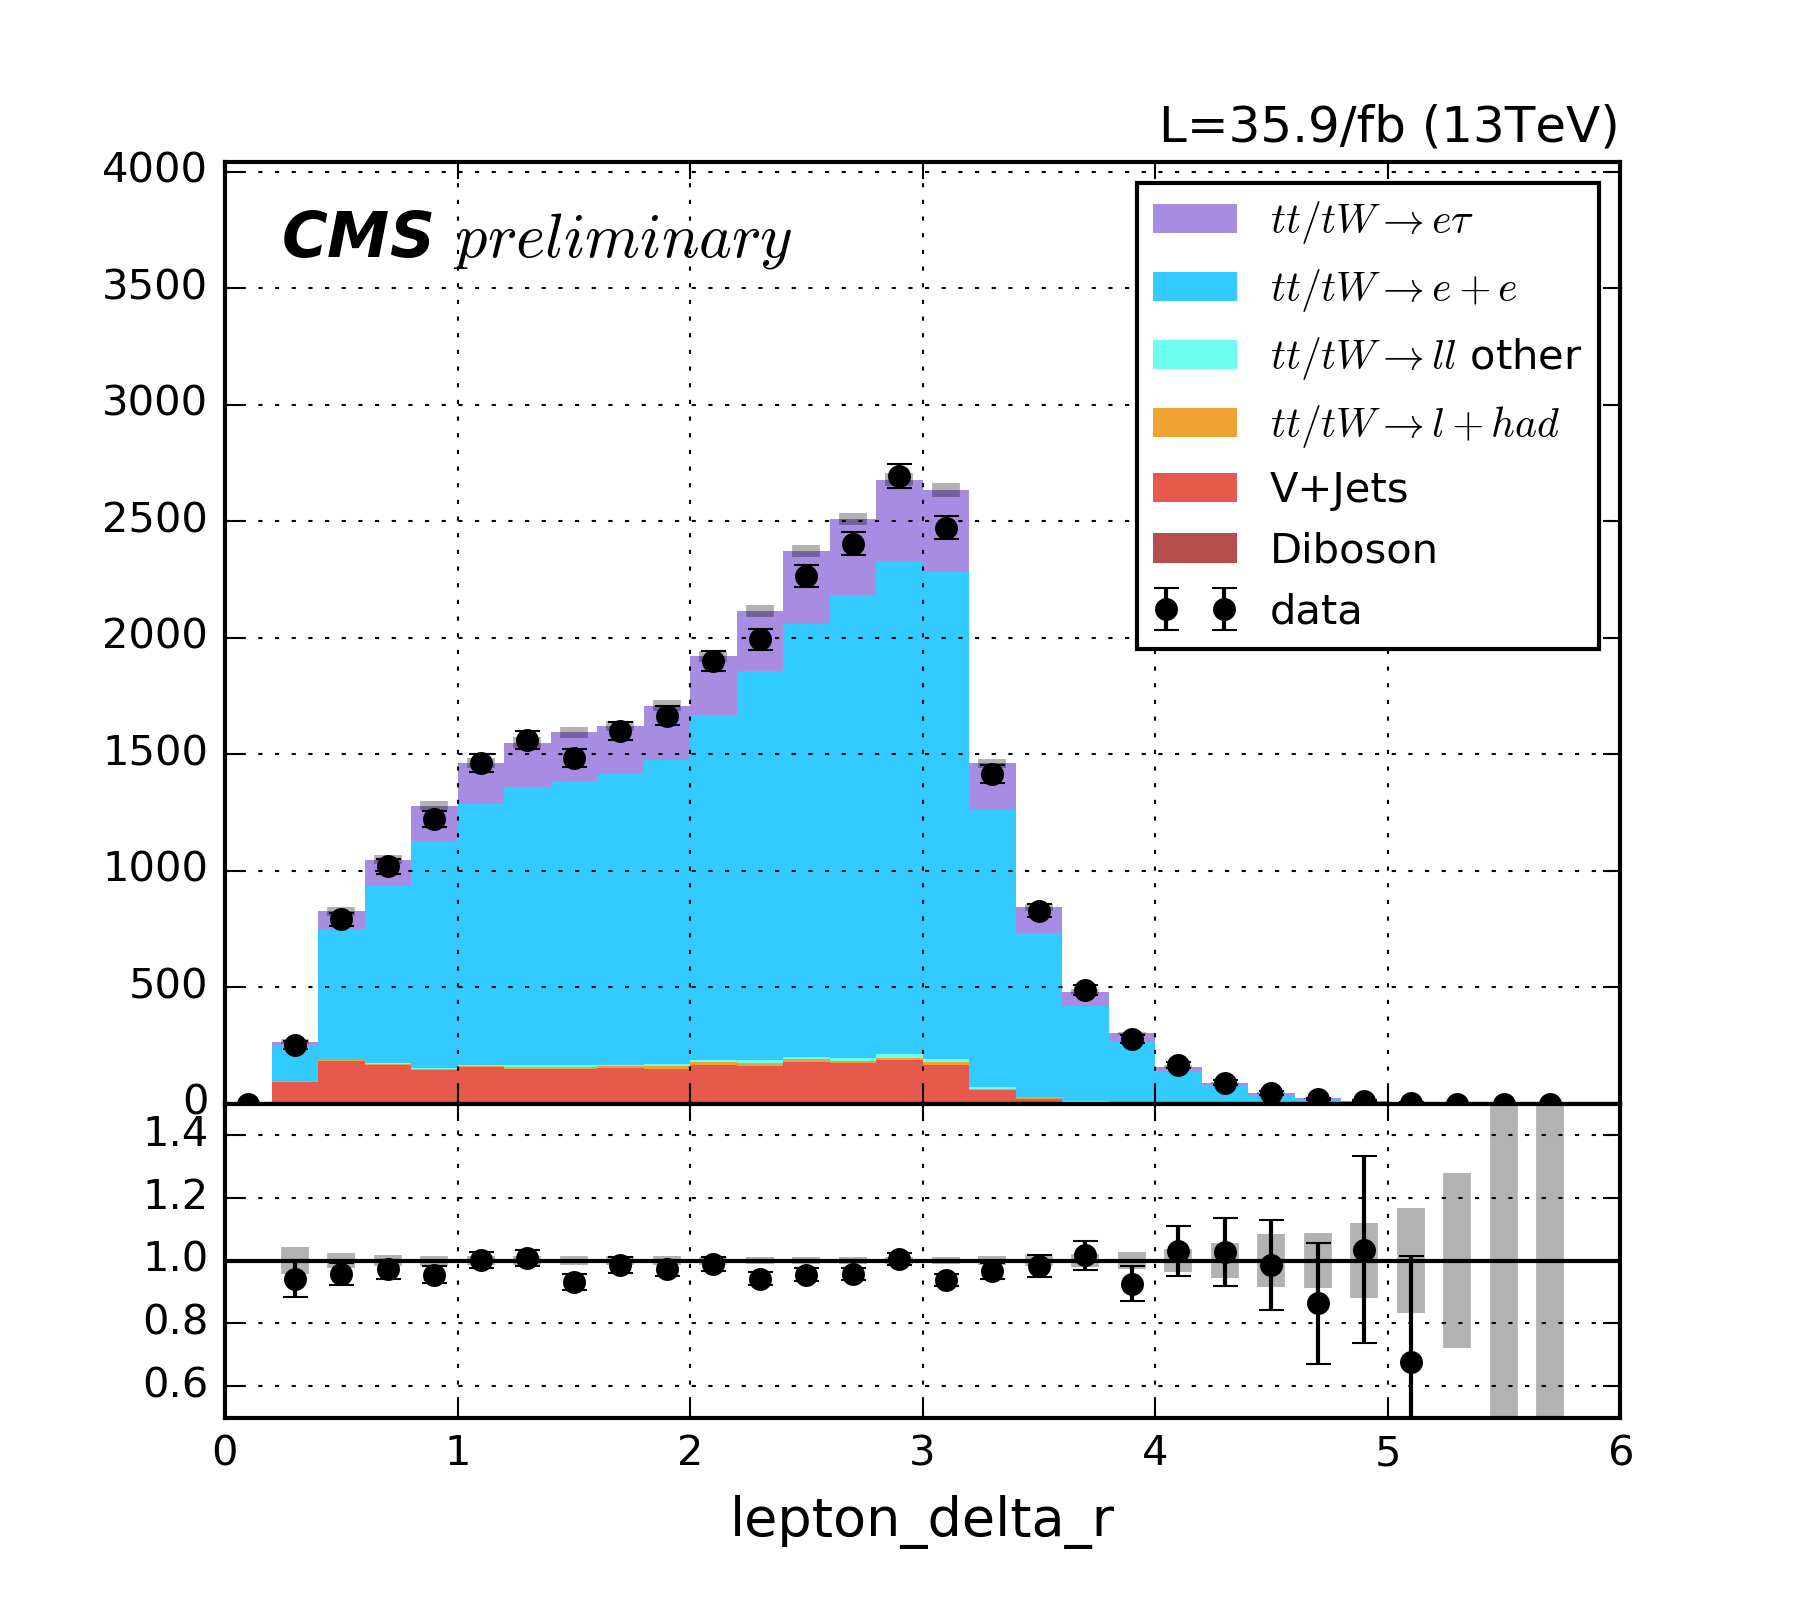 L=35.9/fb (13TeV)
CMS preliminary
4000
3500
3000
2500
2000
1500
1000
500
0
tt/tW→eτ
tt/tW→e+e
tt/tW→ll other
tt/tW→l+had
V+Jets
Diboson
data
1.4
1.2
1.0
0.8
0.6
0 1 2 3 4 5 6
lepton_delta_r